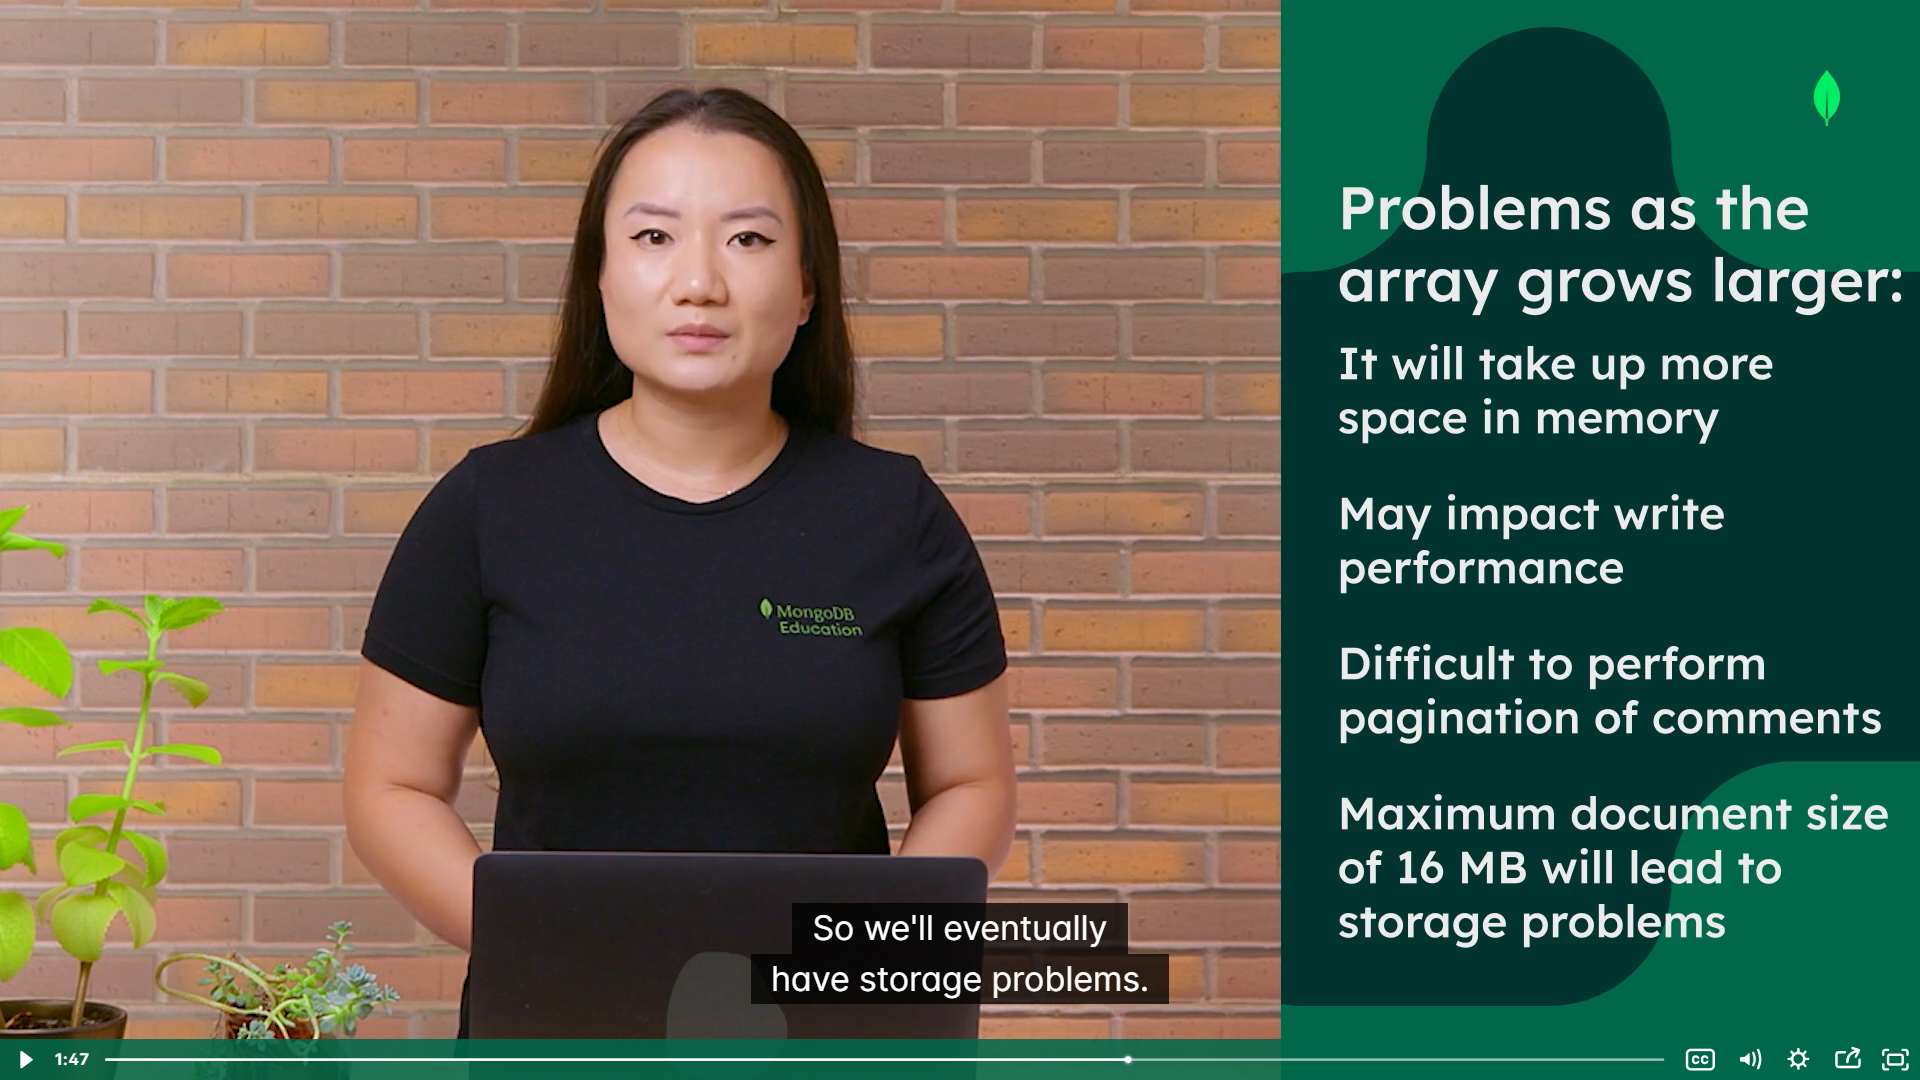 Problems as the
array grows larger:
It will take up more
space in memory
May impact write
performance
Difficult to perform
pagination of comments
Maximum document size
of 16 MB will lead to
storage problems
MongoDB
Education
So we'll eventually
have storage problems.
1:47
CC